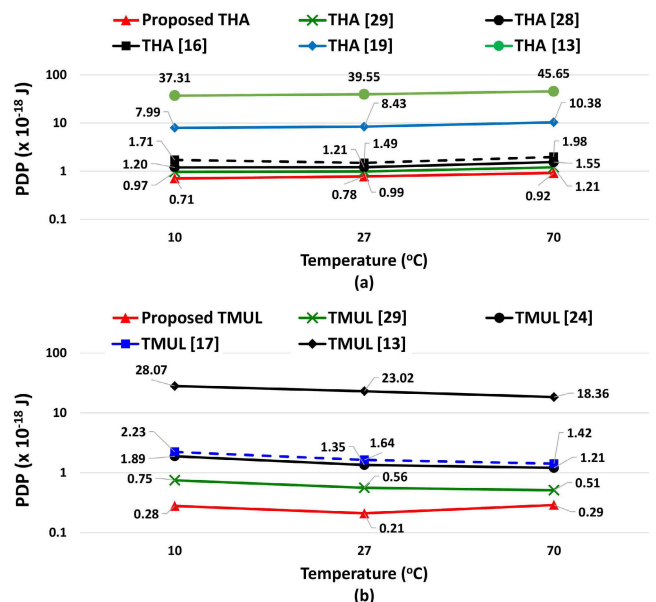 (a)
Proposed THA THA [29] THA [28]
THA [16] THA [19] THA [13]
PDP (x 10⁻¹⁸ J)
100
10
1
0.1
37.31 39.55 45.65
7.99 8.43 10.38
1.71 1.21 1.49 1.98
1.20 1.55
0.97 0.71 0.78 0.99 0.92 1.21
10 27 70
Temperature (ᵒC)
(a)
Proposed TMUL TMUL [29] TMUL [24]
TMUL [17] TMUL [13]
PDP (x 10⁻¹⁸ J)
100
10
1
0.1
28.07 23.02 18.36
2.23 1.35 1.64 1.42
1.89 1.21
0.75 0.56 0.51
0.28 0.21 0.29
10 27 70
Temperature (ᵒC)
(b)